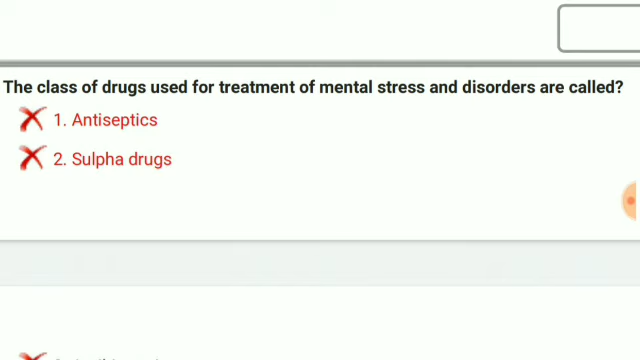 The class of drugs used for treatment of mental stress and disorders are called?
1. Antiseptics
2. Sulpha drugs